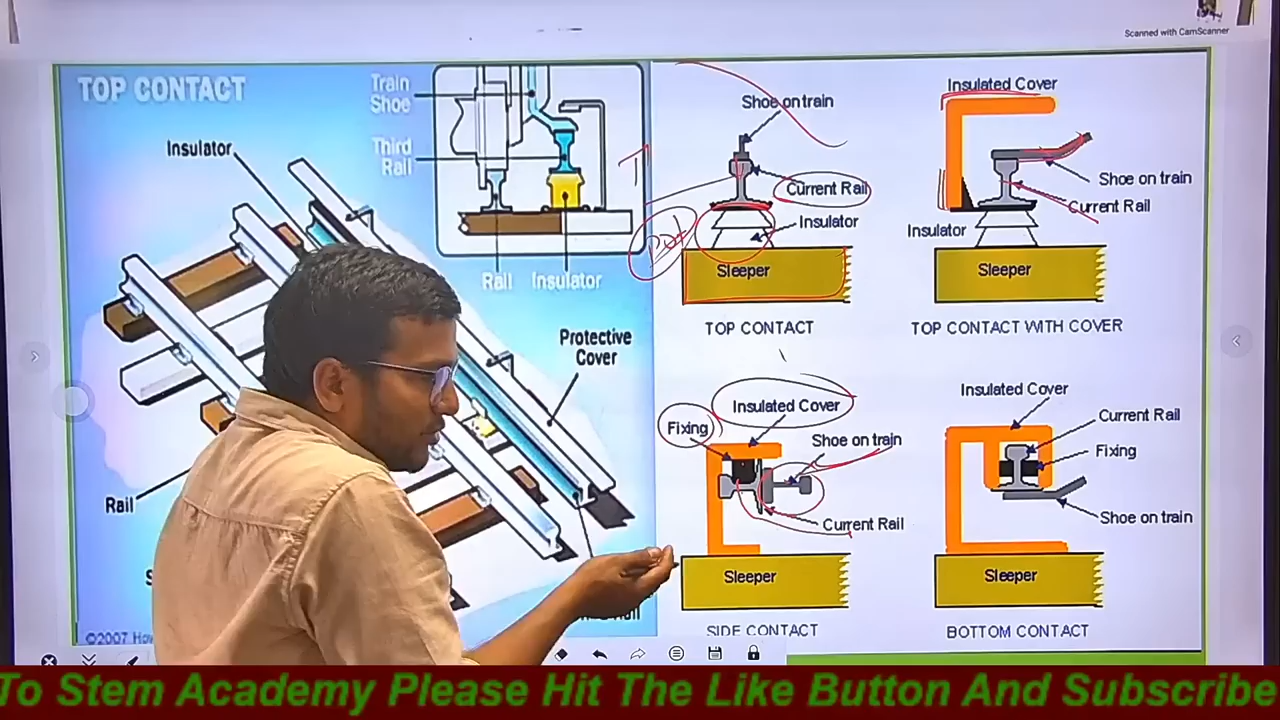 Scanned with CamScanner
TOP CONTACT
Insulator
Train
Shoe
Third
Rail
Rail
Insulator
Protective
Cover
Rail
©2007
Shoe on train
Current Rail
Insulator
Sleeper
TOP CONTACT
Insulated Cover
Shoe on train
Current Rail
Insulator
Sleeper
TOP CONTACT WITH COVER
Insulated Cover
Fixing
Shoe on train
Current Rail
Sleeper
SIDE CONTACT
Insulated Cover
Current Rail
Fixing
Shoe on train
Sleeper
BOTTOM CONTACT
To Stem Academy Please Hit The Like Button And Subscribe